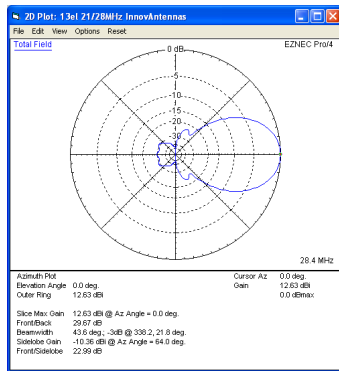 2D Plot: 13el 21/28MHz InnovAntennas
File Edit View Options Reset
Total Field
EZNEC Pro/4
0 dB
-5
-10
-15
-20
-30
28.4 MHz
Azimuth Plot
Elevation Angle 0.0 deg.
Outer Ring 12.63 dBi
Cursor Az 0.0 deg.
Gain 12.63 dBi
0.0 dBmax
Slice Max Gain 12.63 dBi @ Az Angle = 0.0 deg.
Front/Back 29.67 dB
Beamwidth 43.6 deg.; -3dB @ 338.2, 21.8 deg.
Sidelobe Gain -10.36 dBi @ Az Angle = 64.0 deg.
Front/Sidelobe 22.99 dB